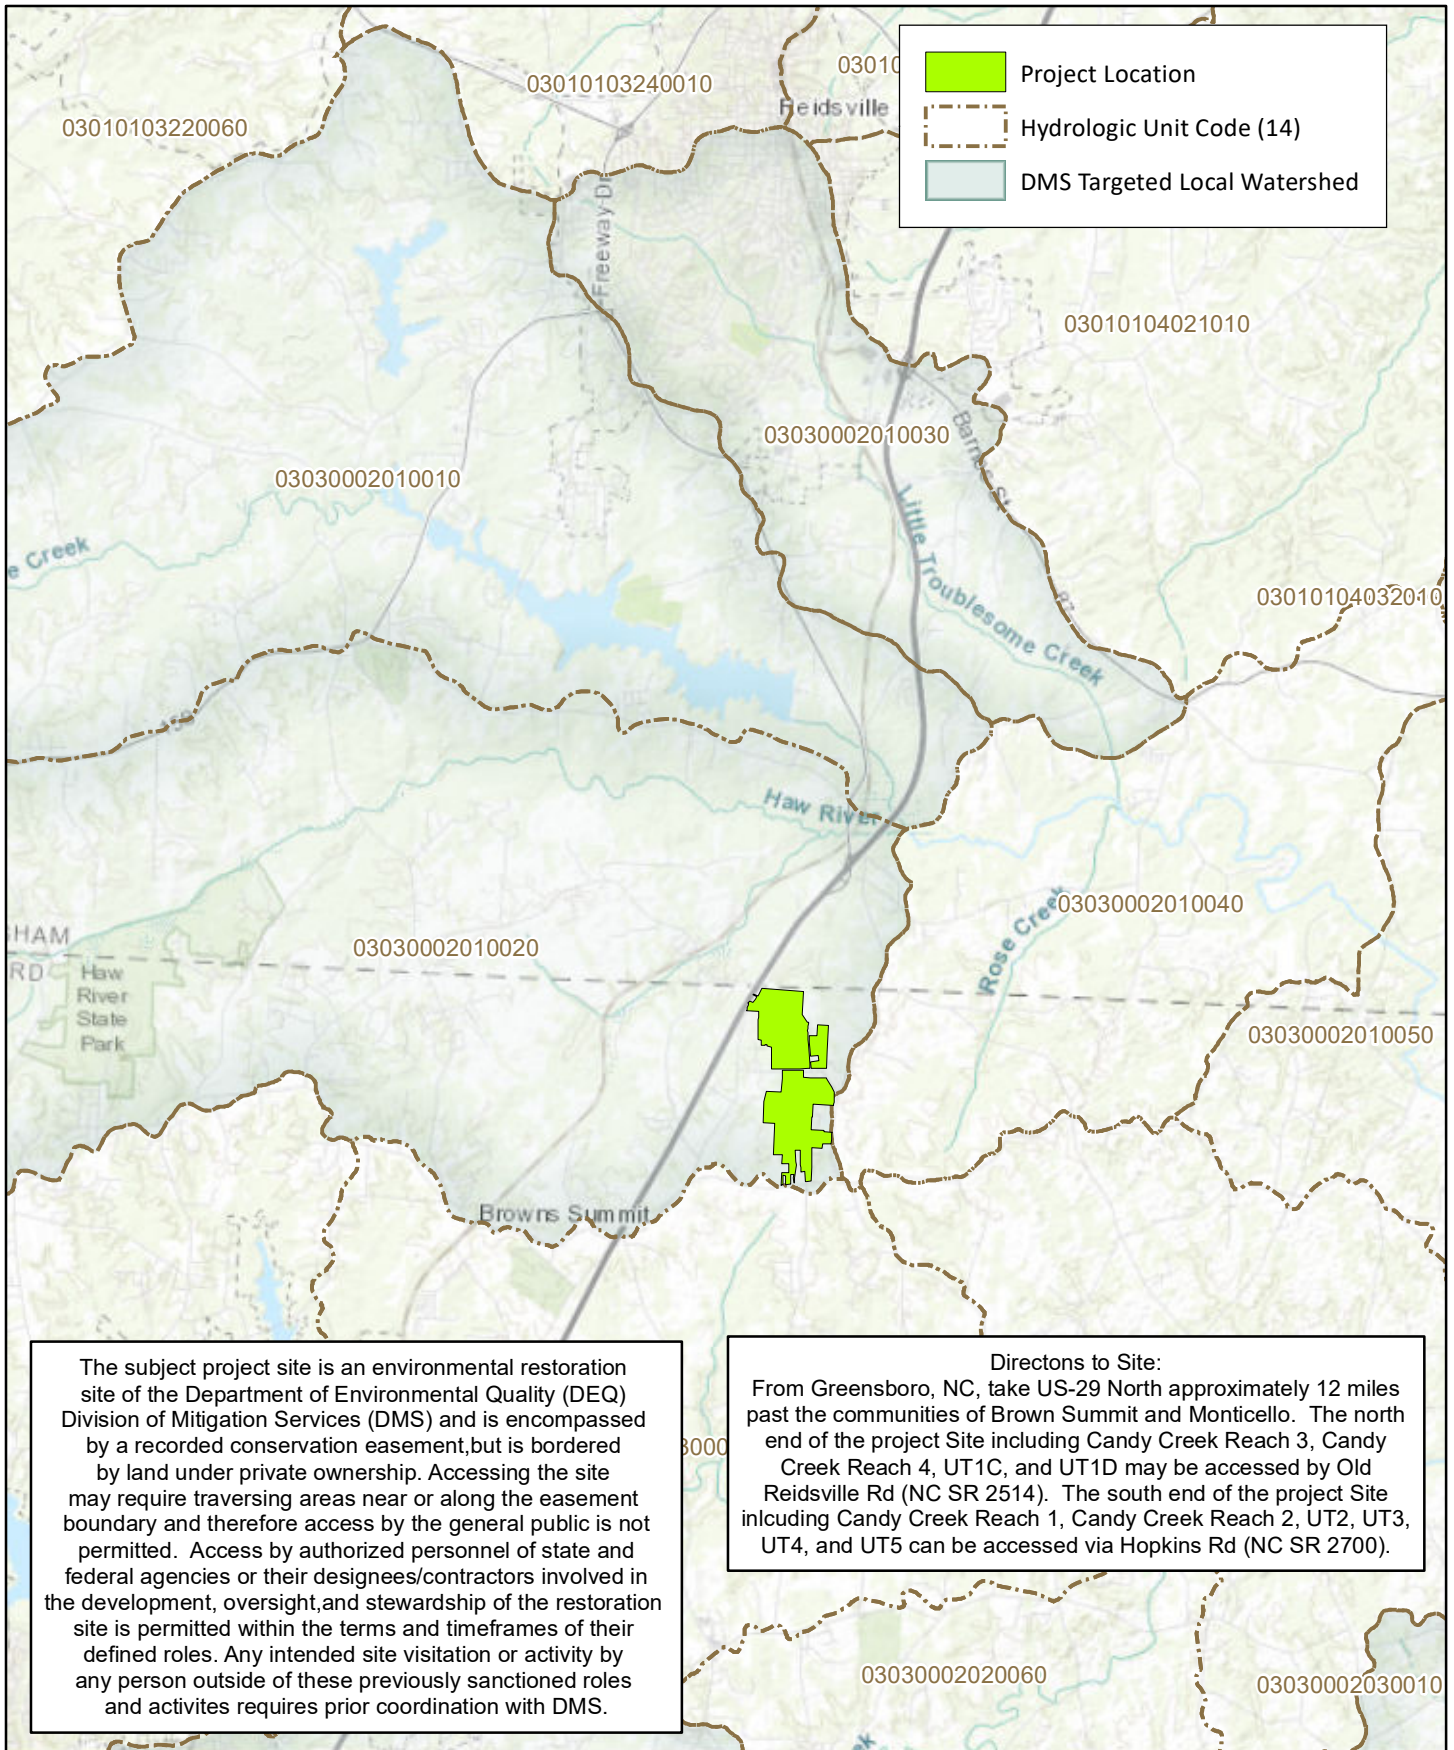 03010103240010
03010
Reidsville
03010103220060
Project Location
Hydrologic Unit Code (14)
DMS Targeted Local Watershed
Freeway Dr
03010104021010
03030002010030
Barnes St
03030002010010
e Creek
Little Troublesome Creek
87
03010104032010
158
Haw River
Rose Creek
03030002010040
GHAM
RD
03030002010020
Haw
River
State
Park
03030002010050
Browns Summit
The subject project site is an environmental restoration
site of the Department of Environmental Quality (DEQ)
Division of Mitigation Services (DMS) and is encompassed
by a recorded conservation easement,but is bordered
by land under private ownership. Accessing the site
may require traversing areas near or along the easement
boundary and therefore access by the general public is not
permitted. Access by authorized personnel of state and
federal agencies or their designees/contractors involved in
the development, oversight,and stewardship of the restoration
site is permitted within the terms and timeframes of their
defined roles. Any intended site visitation or activity by
any person outside of these previously sanctioned roles
and activites requires prior coordination with DMS.
Directons to Site:
From Greensboro, NC, take US-29 North approximately 12 miles
past the communities of Brown Summit and Monticello. The north
end of the project Site including Candy Creek Reach 3, Candy
Creek Reach 4, UT1C, and UT1D may be accessed by Old
Reidsville Rd (NC SR 2514). The south end of the project Site
inlcuding Candy Creek Reach 1, Candy Creek Reach 2, UT2, UT3,
UT4, and UT5 can be accessed via Hopkins Rd (NC SR 2700).
3000
03030002020060
03030002030010